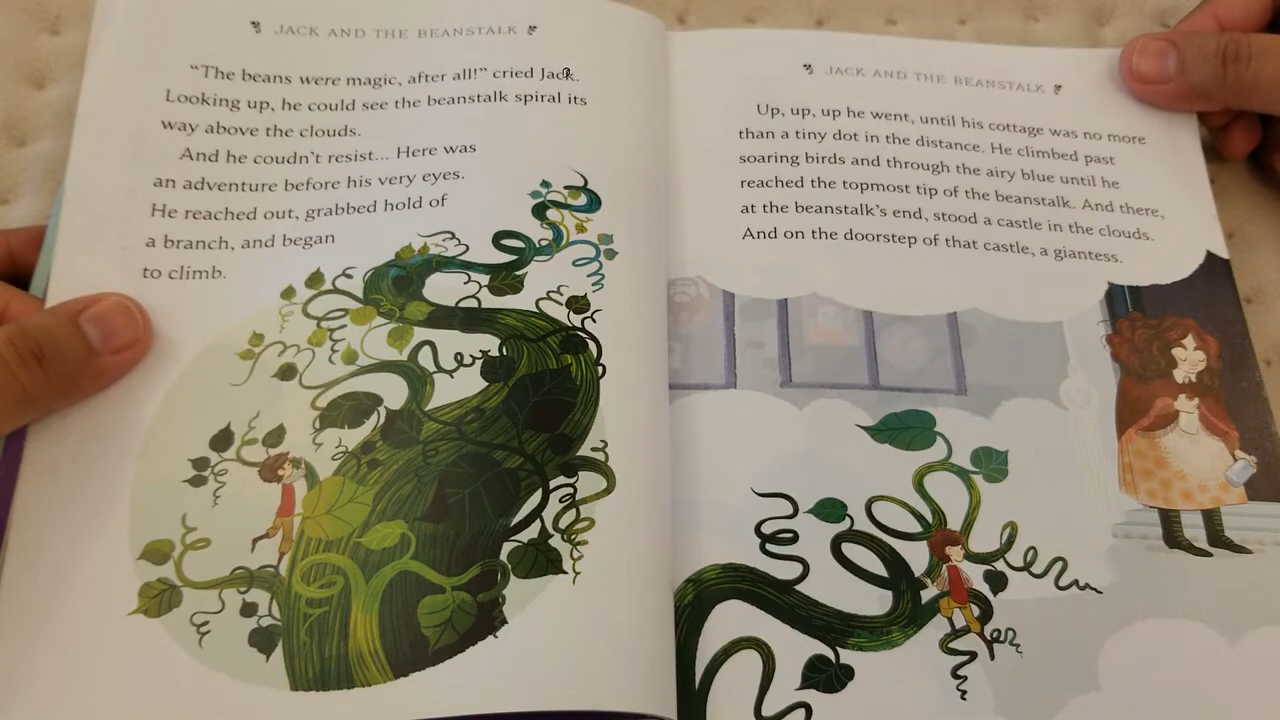 JACK AND THE BEANSTALK
"The beans were magic, after all!" cried Jack.
Looking up, he could see the beanstalk spiral its
way above the clouds.
And he coudn't resist... Here was
an adventure before his very eyes.
He reached out, grabbed hold of
a branch, and began
to climb.
JACK AND THE BEANSTALK
Up, up, up he went, until his cottage was no more
than a tiny dot in the distance. He climbed past
soaring birds and through the airy blue until he
reached the topmost tip of the beanstalk. And there,
at the beanstalk's end, stood a castle in the clouds.
And on the doorstep of that castle, a giantess.